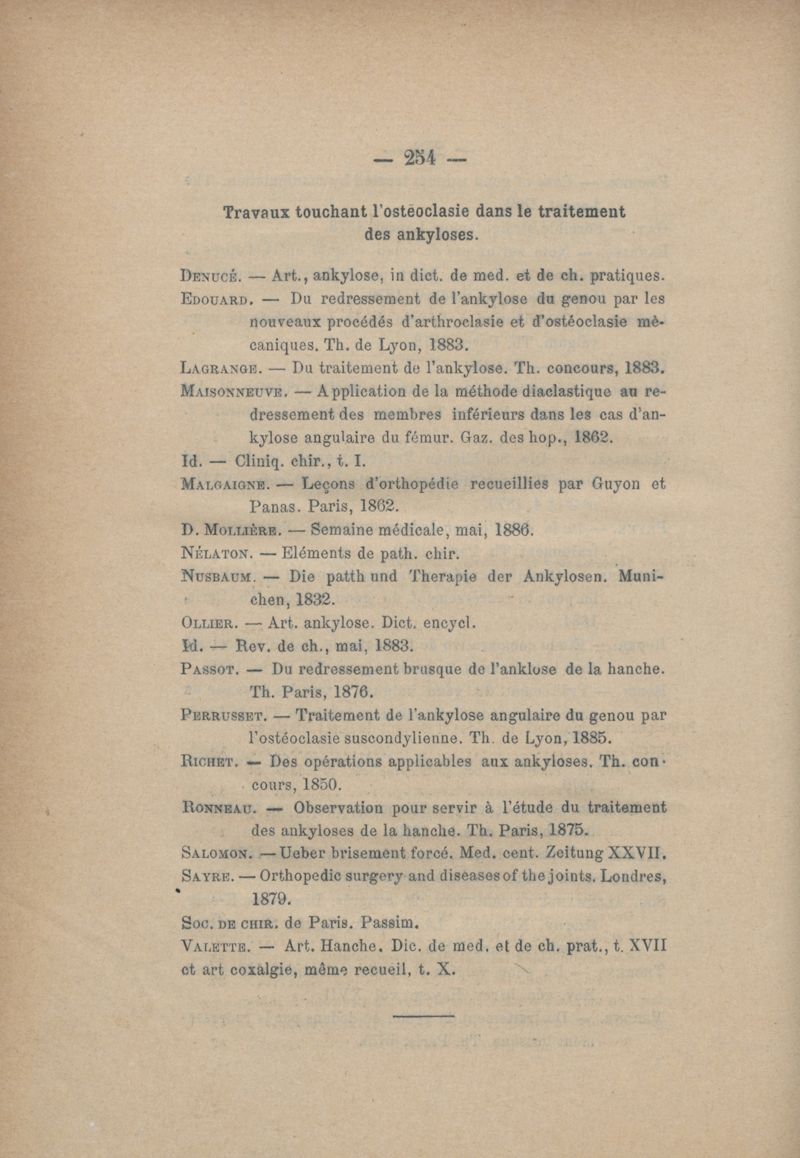 — 254 —
Travaux touchant l'ostéoclasie dans le traitement
des ankyloses.
DENUCÉ. — Art., ankylose, in dict. de med. et de ch. pratiques.
EDOUARD. — Du redressement de l'ankylose du genou par les
nouveaux procédés d'arthroclasie et d'ostéoclasie mé-
caniques. Th. de Lyon, 1883.
LAGRANGE. — Du traitement de l'ankylose. Th. concours, 1883.
MAISONNEUVE. — Application de la méthode diaclastique au re-
dressement des membres inférieurs dans les cas d'an-
kylose angulaire du fémur. Gaz. des hop., 1862.
Id. — Cliniq. chir., t. I.
MALGAIGNE. — Leçons d'orthopédie recueillies par Guyon et
Panas. Paris, 1862.
D. MOLLIÈRE. — Semaine médicale, mai, 1886.
NÉLATON. — Eléments de path. chir.
NUSBAUM. — Die patth und Therapie der Ankylosen. Muni-
chen, 1832.
OLLIER. — Art. ankylose. Dict. encycl.
Id. — Rev. de ch., mai, 1883.
PASSOT. — Du redressement brusque de l'anklose de la hanche.
Th. Paris, 1876.
PERRUSSET. — Traitement de l'ankylose angulaire du genou par
l'ostéoclasie suscondylienne. Th. de Lyon, 1885.
RICHET. — Des opérations applicables aux ankyloses. Th. con-
cours, 1850.
RONNEAU. — Observation pour servir à l'étude du traitement
des ankyloses de la hanche. Th. Paris, 1875.
SALOMON. — Ueber brisement forcé. Med. cent. Zeitung XXVII.
SAYRE. — Orthopedic surgery and diseases of the joints. Londres,
1879.
SOC. DE CHIR. de Paris. Passim.
VALETTE. — Art. Hanche. Dic. de med. et de ch. prat., t. XVII
et art coxalgie, même recueil, t. X.